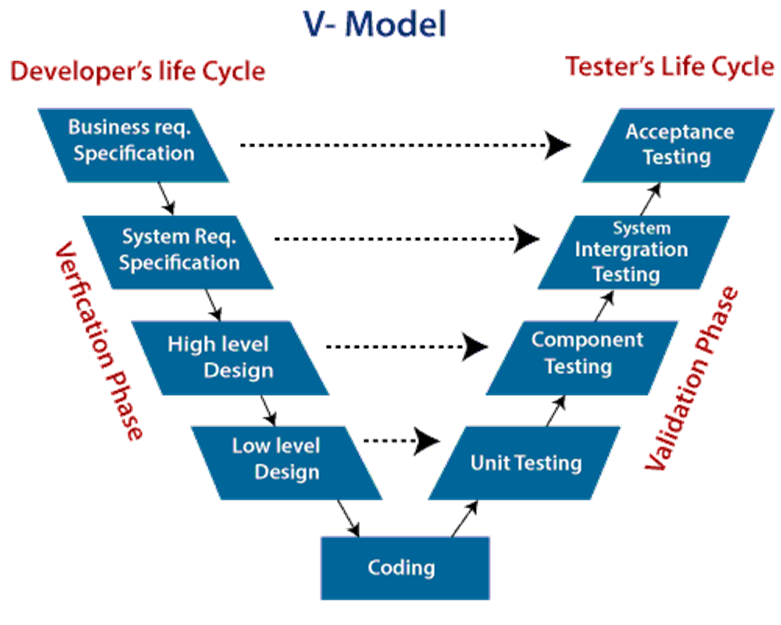 V- Model
Developer's life Cycle
Tester's Life Cycle
Business req.
Specification
Acceptance
Testing
System Req.
Specification
System
Intergration
Testing
Verfication Phase
High level
Design
Component
Testing
Validation Phase
Low level
Design
Unit Testing
Coding